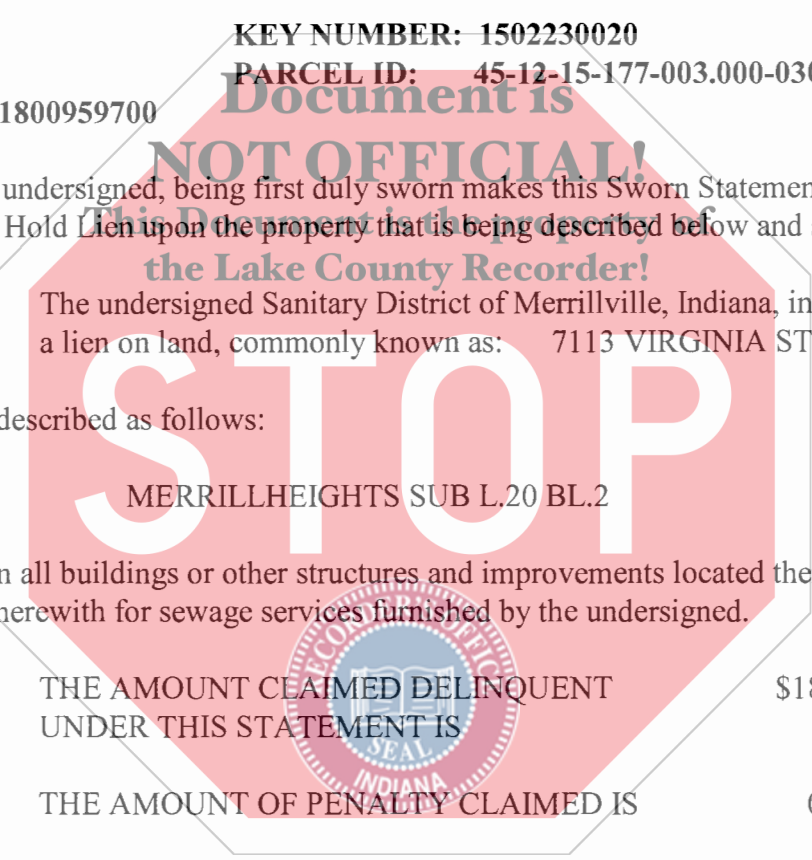 KEY NUMBER: 1502230020
PARCEL ID: 45-12-15-177-003.000-030
Document is
1800959700
NOT OFFICIAL!
undersigned, being first duly sworn makes this Sworn Statemen
This Document is the property of
Hold Lien upon the property that is being described below and
the Lake County Recorder!
The undersigned Sanitary District of Merrillville, Indiana, in
a lien on land, commonly known as: 7113 VIRGINIA ST
STOP
described as follows:
MERRILLHEIGHTS SUB L.20 BL.2
n all buildings or other structures and improvements located the
herewith for sewage services furnished by the undersigned.
RECORDER'S OFFICE
THE AMOUNT CLAIMED DELINQUENT $18
UNDER THIS STATEMENT IS
SEAL
INDIANA
THE AMOUNT OF PENALTY CLAIMED IS